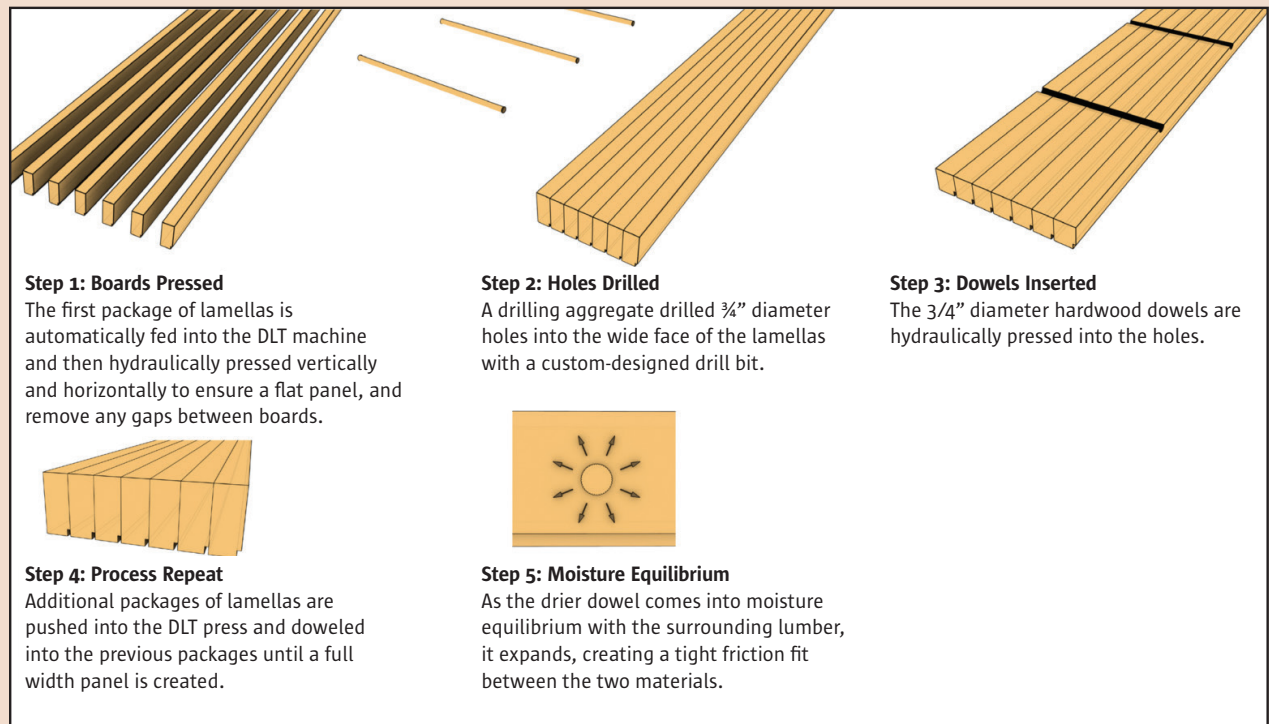 Step 1: Boards Pressed
The first package of lamellas is
automatically fed into the DLT machine
and then hydraulically pressed vertically
and horizontally to ensure a flat panel, and
remove any gaps between boards.
Step 2: Holes Drilled
A drilling aggregate drilled ¾” diameter
holes into the wide face of the lamellas
with a custom-designed drill bit.
Step 3: Dowels Inserted
The 3/4” diameter hardwood dowels are
hydraulically pressed into the holes.
Step 4: Process Repeat
Additional packages of lamellas are
pushed into the DLT press and doweled
into the previous packages until a full
width panel is created.
Step 5: Moisture Equilibrium
As the drier dowel comes into moisture
equilibrium with the surrounding lumber,
it expands, creating a tight friction fit
between the two materials.